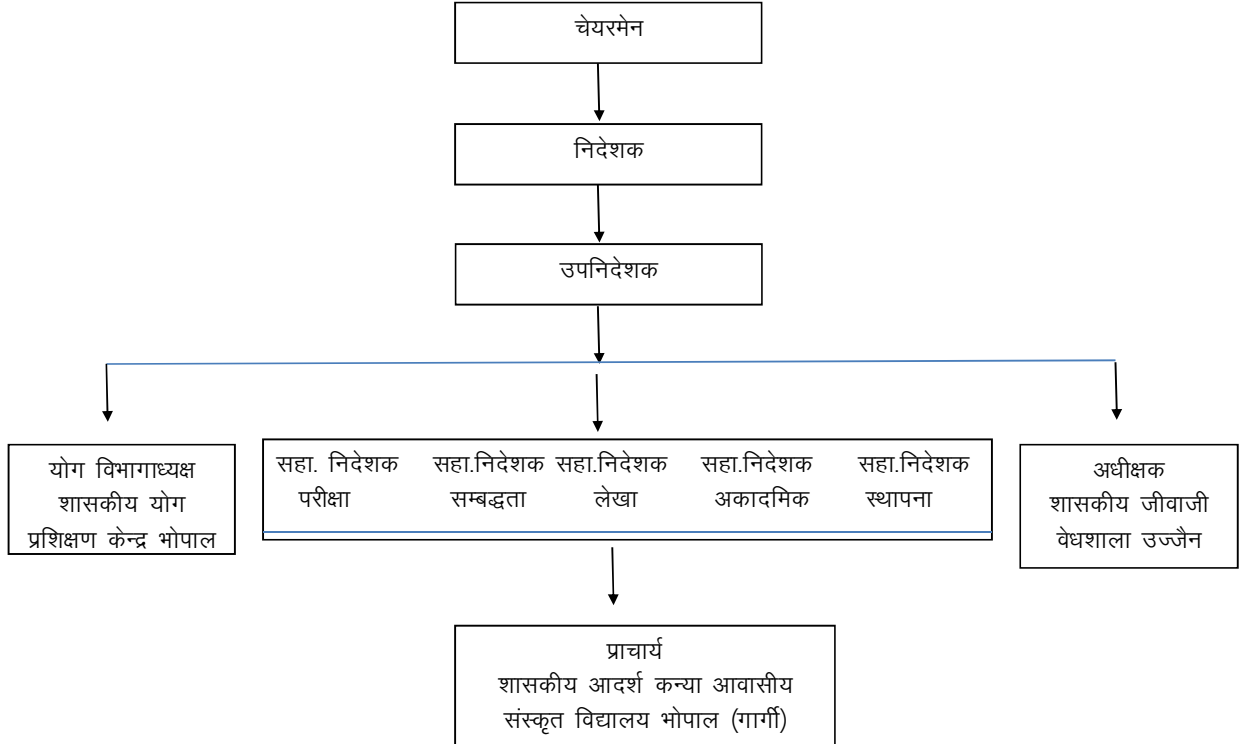 चेयरमेन
निदेशक
उपनिदेशक
योग विभागाध्यक्ष
शासकीय योग
प्रशिक्षण केन्द्र भोपाल
सहा. निदेशक
परीक्षा
सहा.निदेशक
सम्बद्धता
सहा.निदेशक
लेखा
सहा.निदेशक
अकादमिक
सहा.निदेशक
स्थापना
अधीक्षक
शासकीय जीवाजी
वेधशाला उज्जैन
प्राचार्य
शासकीय आदर्श कन्या आवासीय
संस्कृत विद्यालय भोपाल (गार्गी)